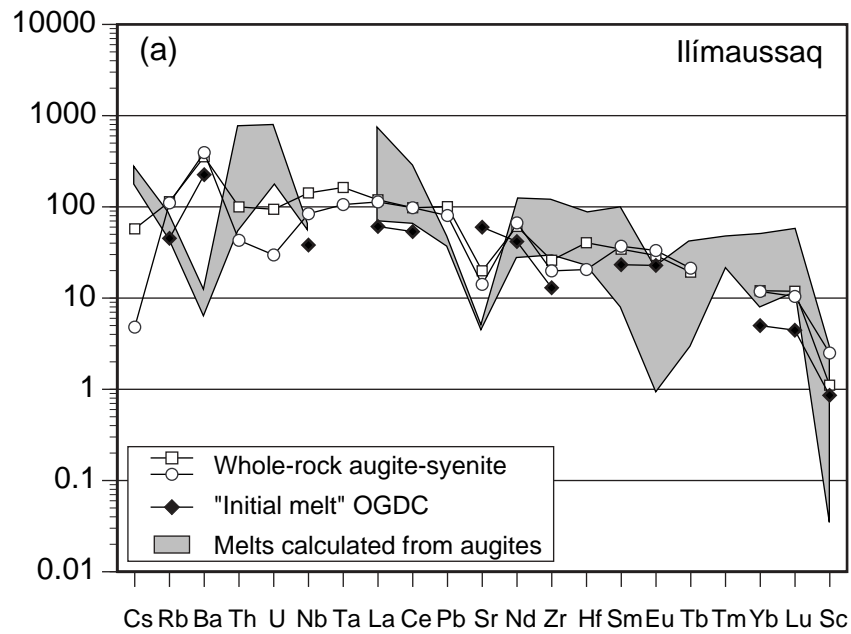 10000
(a)
Ilímaussaq
1000
100
10
1
Whole-rock augite-syenite
"Initial melt" OGDC
0.1
Melts calculated from augites
0.01
Cs Rb Ba Th U Nb Ta La Ce Pb Sr Nd Zr Hf Sm Eu Tb Tm Yb Lu Sc